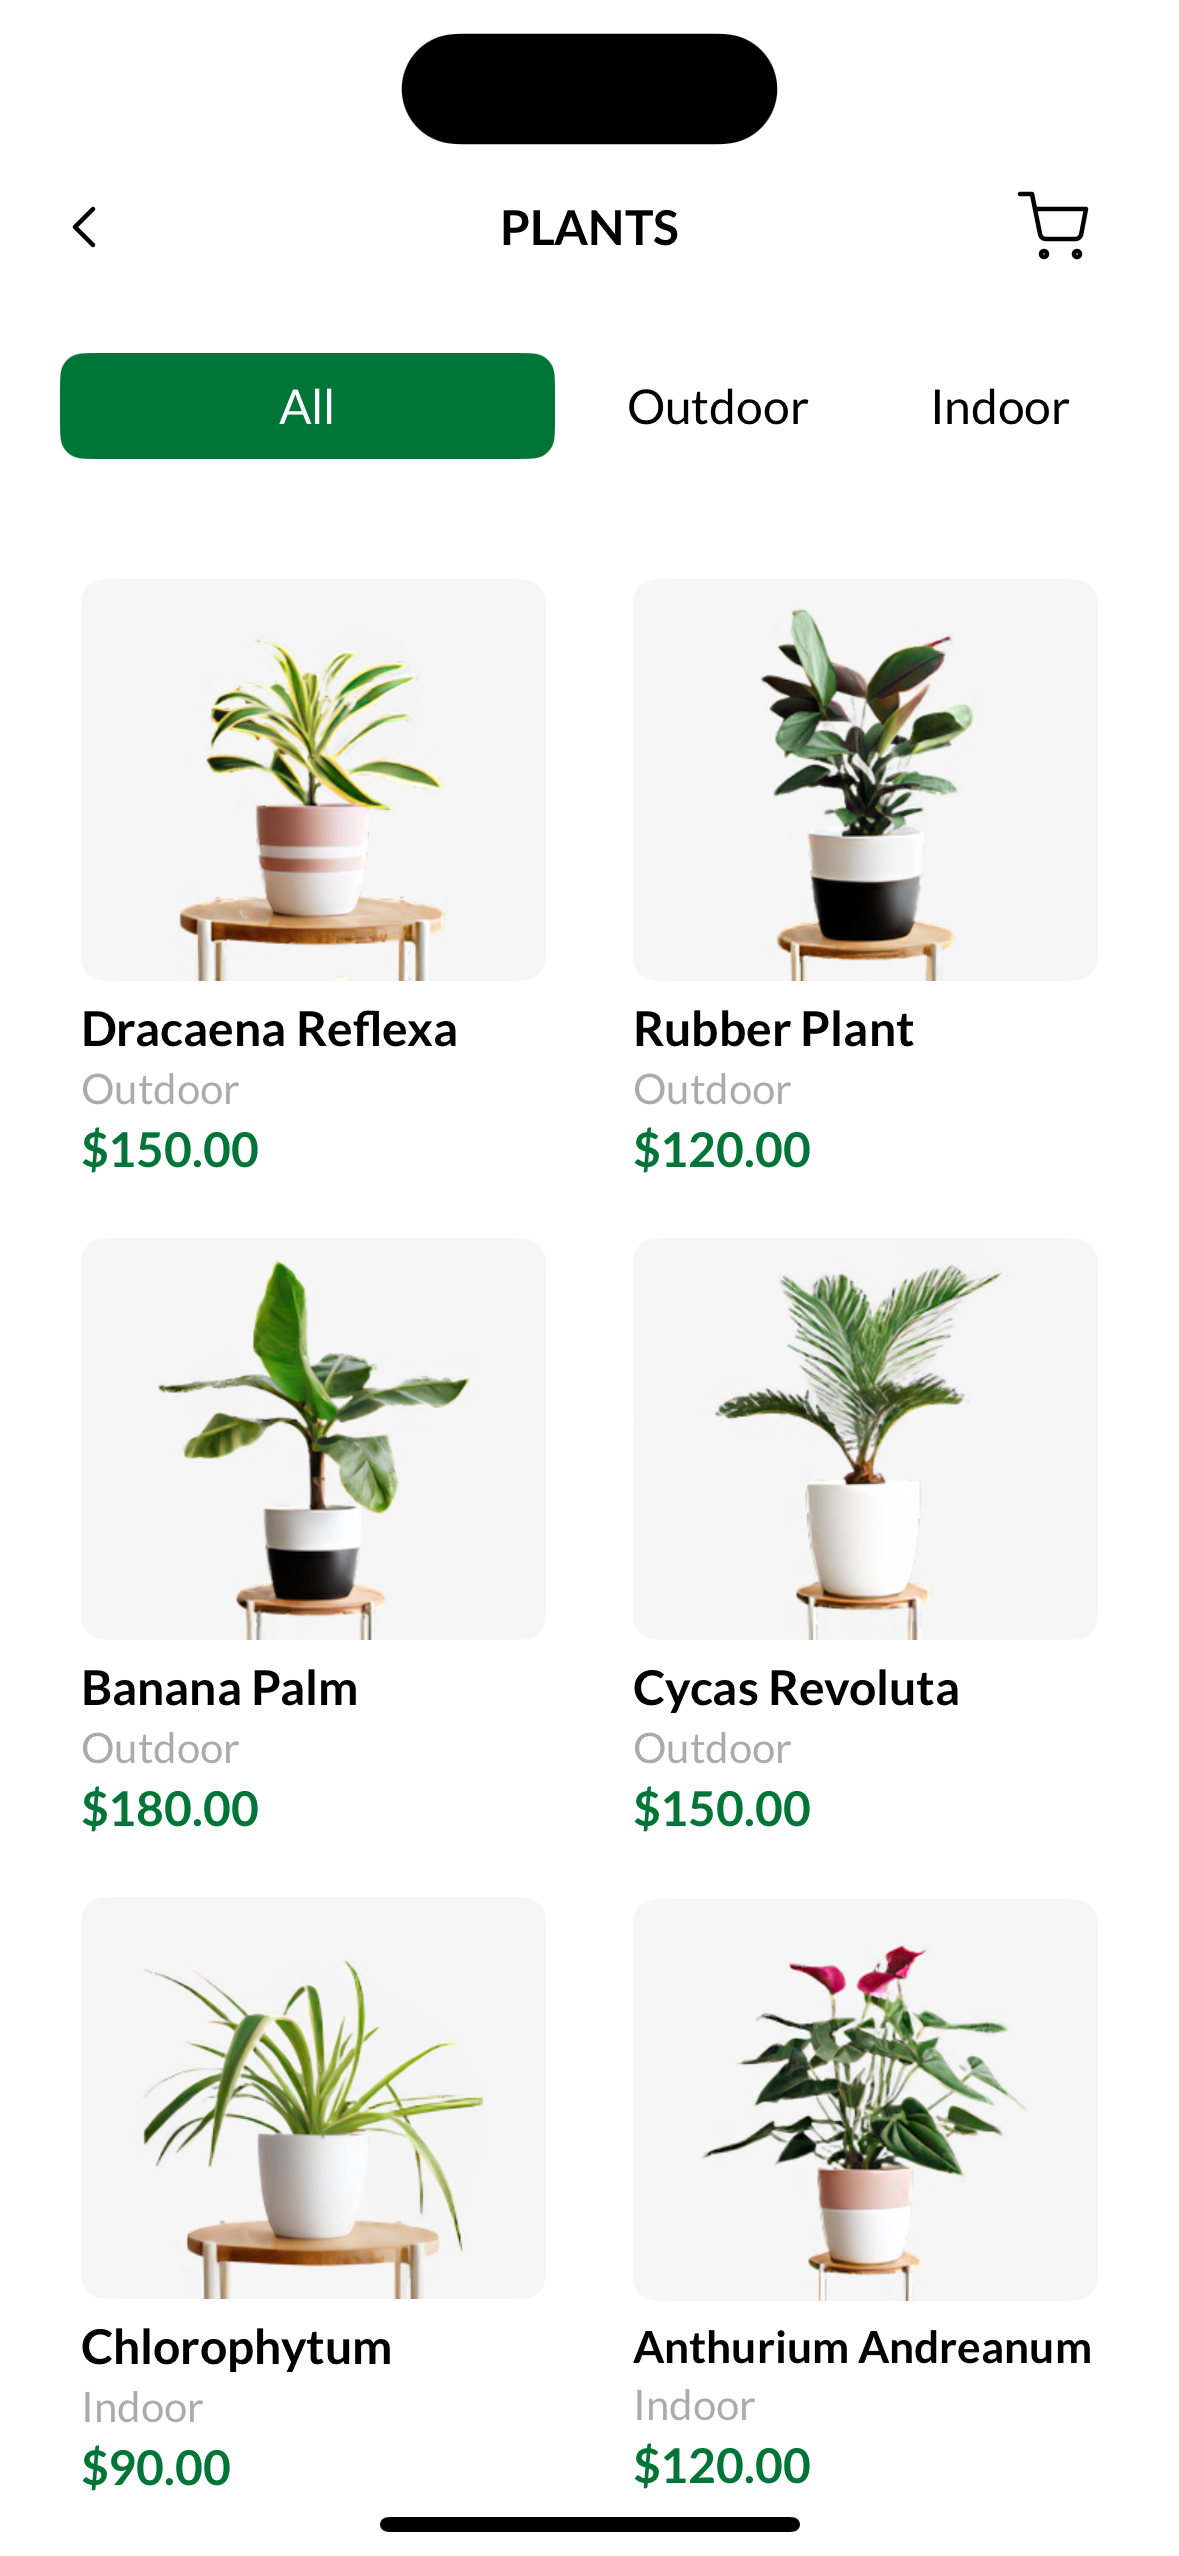 PLANTS
All
Outdoor
Indoor
Dracaena Reflexa
Outdoor
$150.00
Rubber Plant
Outdoor
$120.00
Banana Palm
Outdoor
$180.00
Cycas Revoluta
Outdoor
$150.00
Chlorophytum
Indoor
$90.00
Anthurium Andreanum
Indoor
$120.00